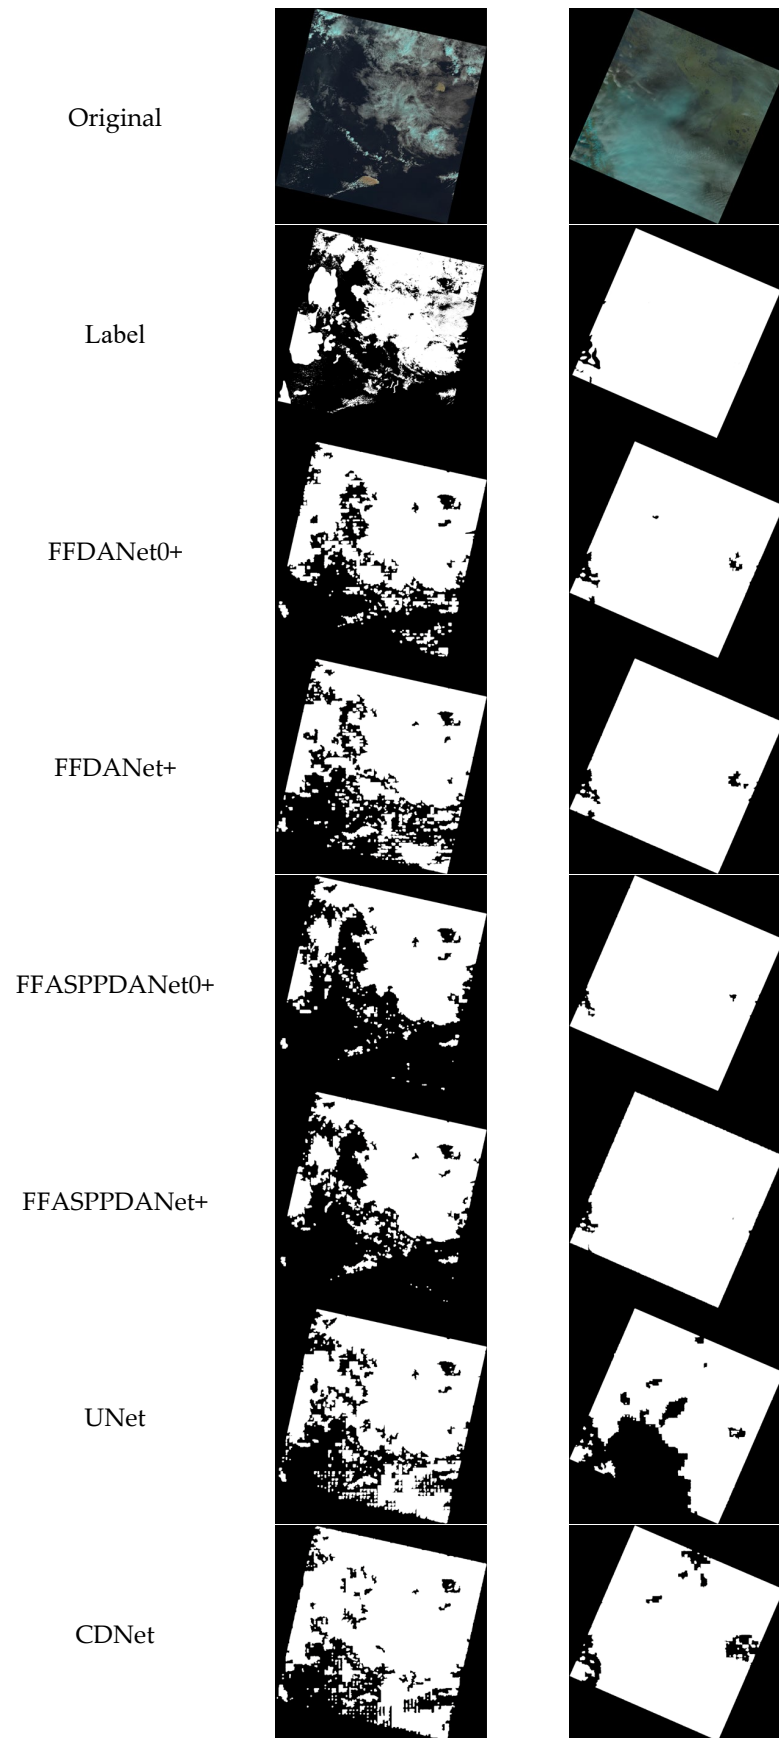 Original
Label
FFDANet0+
FFDANet+
FFASPPDANet0+
FFASPPDANet+
UNet
CDNet